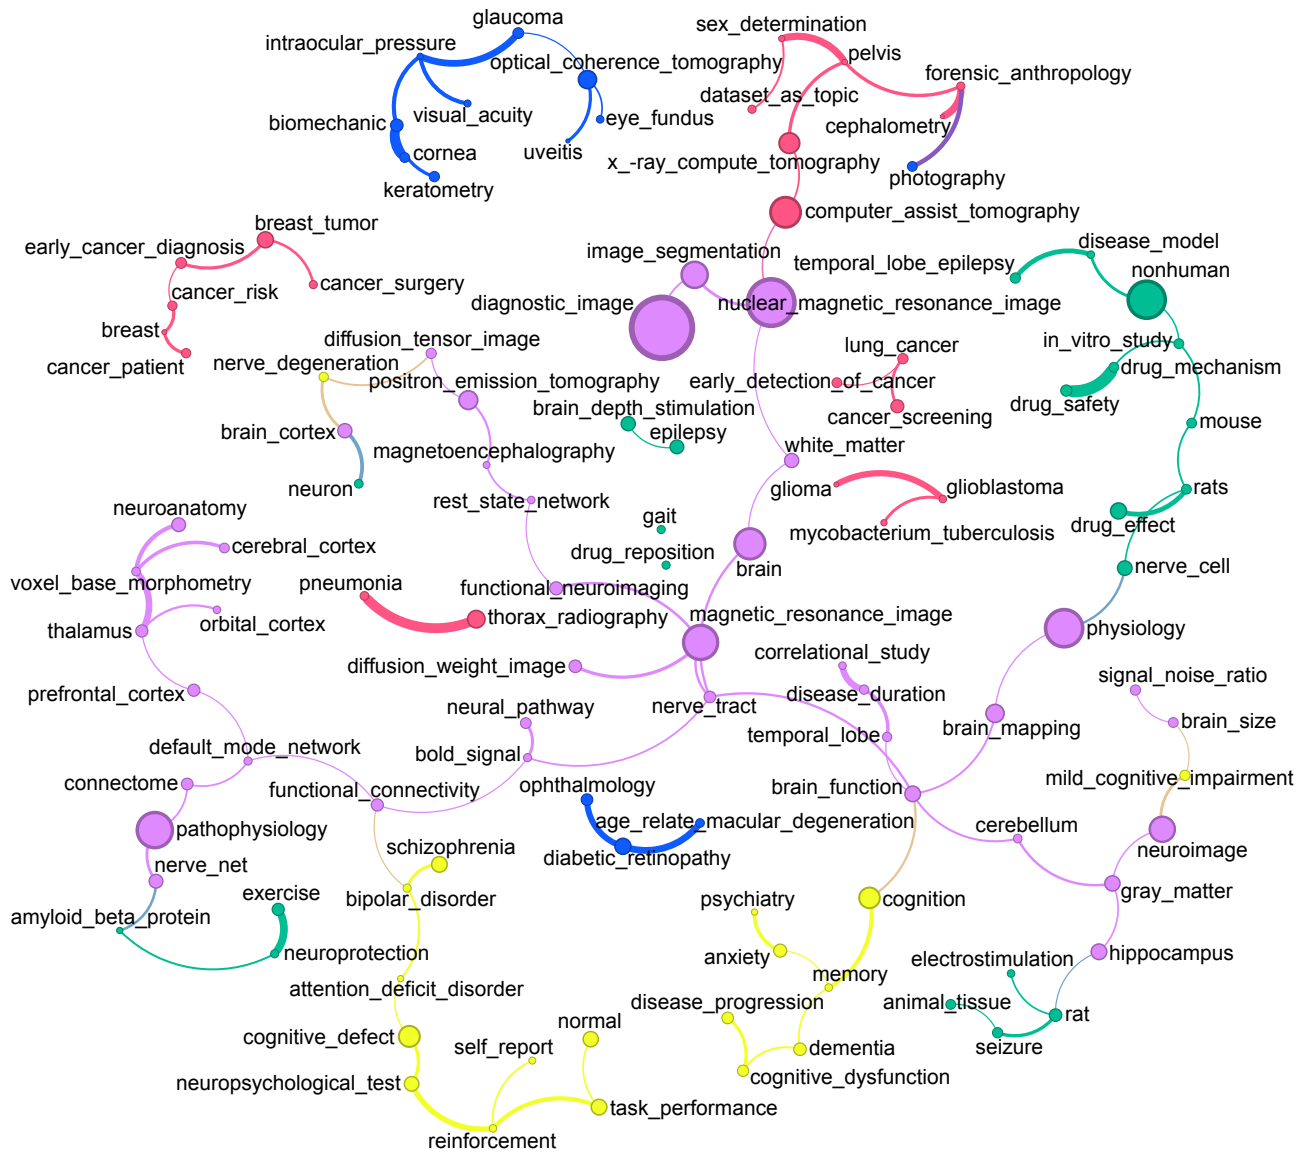 glaucoma
sex_determination
intraocular_pressure
pelvis
optical_coherence_tomography
forensic_anthropology
dataset_as_topic
visual_acuity
eye_fundus
cephalometry
biomechanic
cornea
uveitis
x_-ray_compute_tomography
keratometry
photography
breast_tumor
computer_assist_tomography
early_cancer_diagnosis
image_segmentation
disease_model
temporal_lobe_epilepsy
nonhuman
cancer_surgery
cancer_risk
diagnostic_image
nuclear_magnetic_resonance_image
breast
diffusion_tensor_image
in_vitro_study
lung_cancer
cancer_patient
nerve_degeneration
drug_mechanism
positron_emission_tomography
early_detection_of_cancer
brain_depth_stimulation
drug_safety
cancer_screening
mouse
brain_cortex
epilepsy
white_matter
magnetoencephalography
neuron
glioma
glioblastoma
rats
rest_state_network
neuroanatomy
gait
drug_effect
mycobacterium_tuberculosis
cerebral_cortex
drug_reposition
brain
nerve_cell
voxel_base_morphometry
pneumonia
functional_neuroimaging
magnetic_resonance_image
thorax_radiography
orbital_cortex
thalamus
physiology
correlational_study
diffusion_weight_image
signal_noise_ratio
prefrontal_cortex
disease_duration
nerve_tract
neural_pathway
brain_mapping
brain_size
temporal_lobe
default_mode_network
bold_signal
mild_cognitive_impairment
connectome
functional_connectivity
ophthalmology
brain_function
age_relate_macular_degeneration
cerebellum
pathophysiology
schizophrenia
diabetic_retinopathy
neuroimage
nerve_net
exercise
bipolar_disorder
psychiatry
cognition
gray_matter
amyloid_beta_protein
neuroprotection
anxiety
hippocampus
electrostimulation
memory
attention_deficit_disorder
disease_progression
animal_tissue
rat
normal
cognitive_defect
self_report
dementia
seizure
neuropsychological_test
cognitive_dysfunction
task_performance
reinforcement